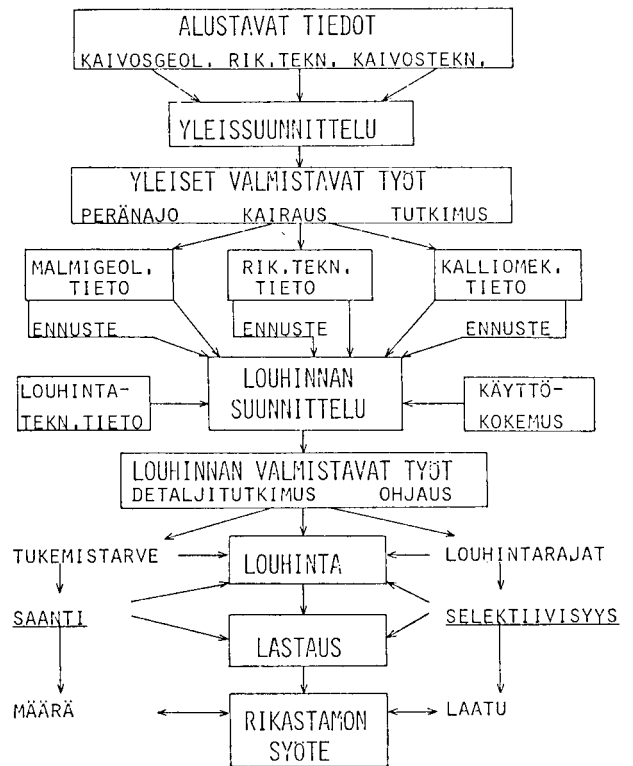 ALUSTAVAT TIEDOT
KAIVOSGEOL. RIK.TEKN. KAIVOSTEKN.
YLEISSUUNNITTELU
YLEISET VALMISTAVAT TYÖT
PERÄNAJO KAIRAUS TUTKIMUS
MALMIGEOL. TIETO
RIK.TEKN. TIETO
KALLIOMEK. TIETO
ENNUSTE ENNUSTE ENNUSTE
LOUHINTA-
TEKN.TIETO
LOUHINNAN
SUUNNITTELU
KÄYTTÖ-
KOKEMUS
LOUHINNAN VALMISTAVAT TYÖT
DETALJITUTKIMUS OHJAUS
TUKEMISTARVE LOUHINTA LOUHINTARAJAT
SAANTI SELEKTIIVISYYS
LASTAUS
MÄÄRÄ LAATU
RIKASTAMON
SYÖTE